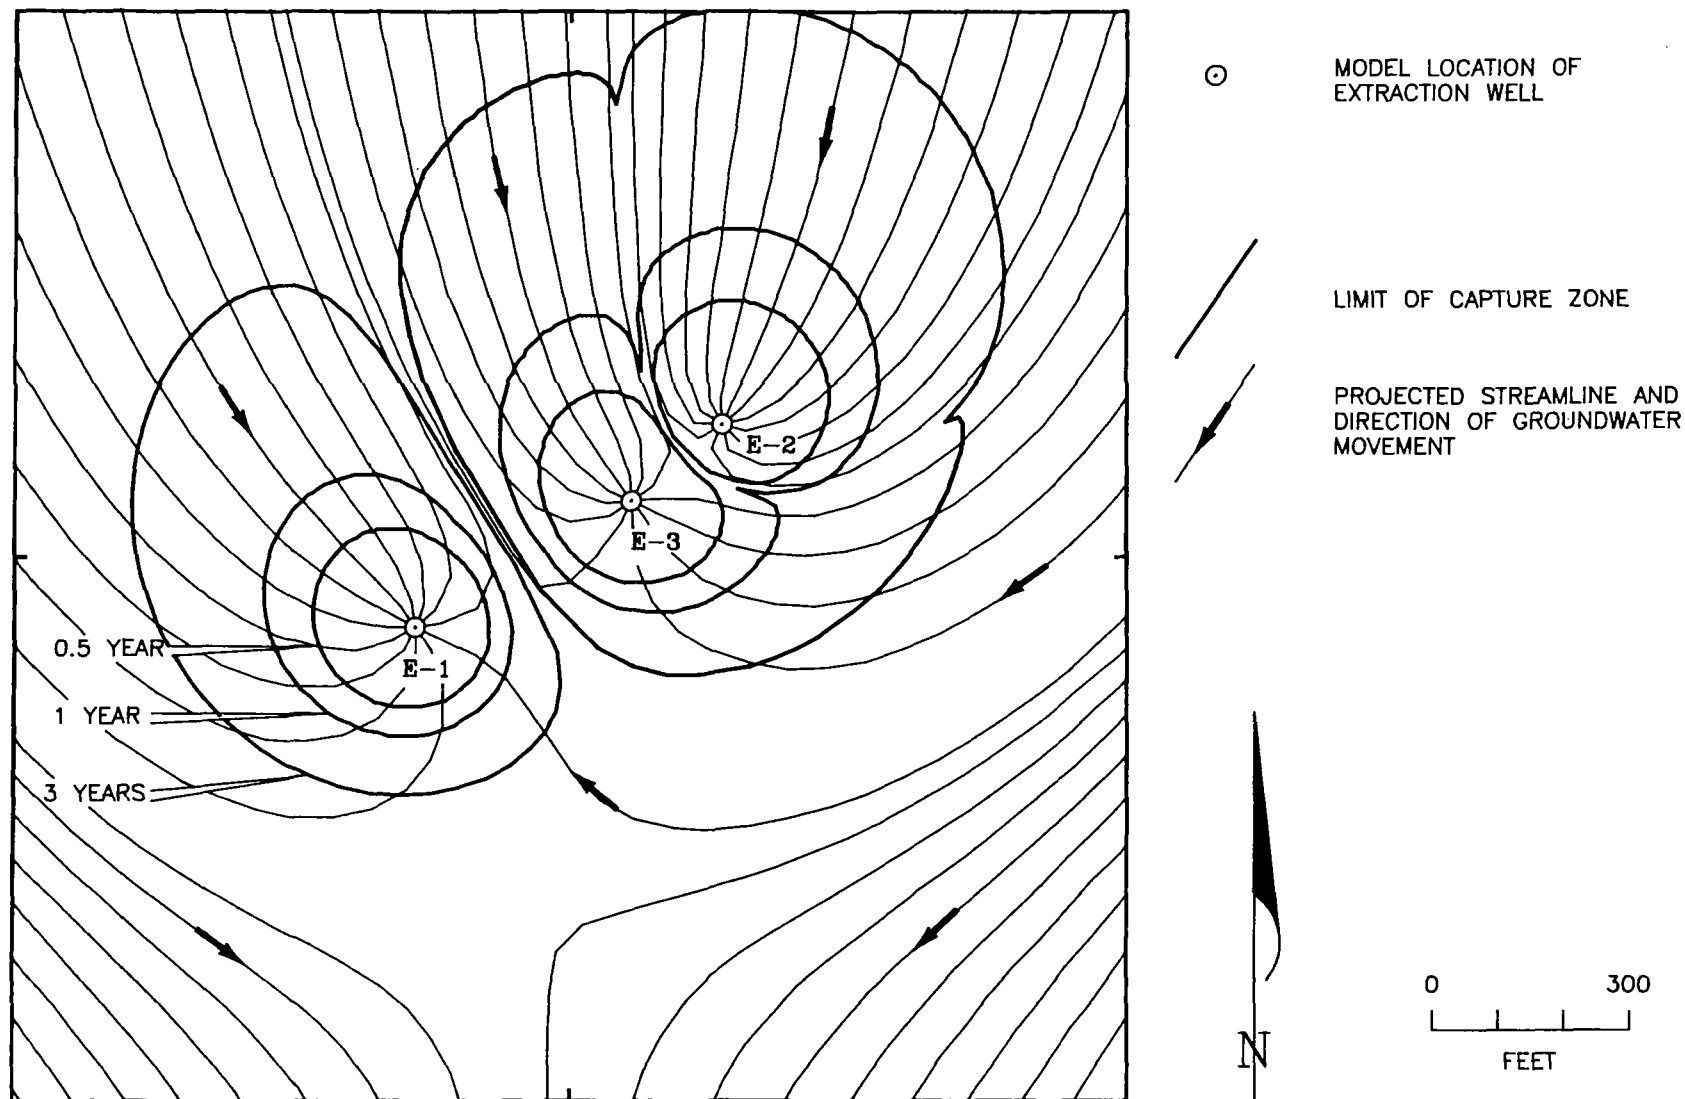 MODEL LOCATION OF
EXTRACTION WELL
LIMIT OF CAPTURE ZONE
PROJECTED STREAMLINE AND
DIRECTION OF GROUNDWATER
MOVEMENT
E-2
E-3
E-1
0.5 YEAR
1 YEAR
3 YEARS
N
0 300
FEET